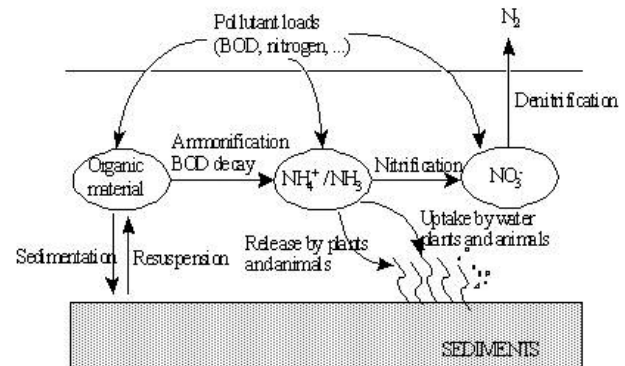 Pollutant loads
(BOD, nitrogen, ...)
N₂
Denitrification
Ammonification
BOD decay
Organic
material
NH₄⁺/NH₃
Nitrification
NO₃⁻
Uptake by water
plants and animals
Release by plants
and animals
Sedimentation
Resuspension
SEDIMENTS